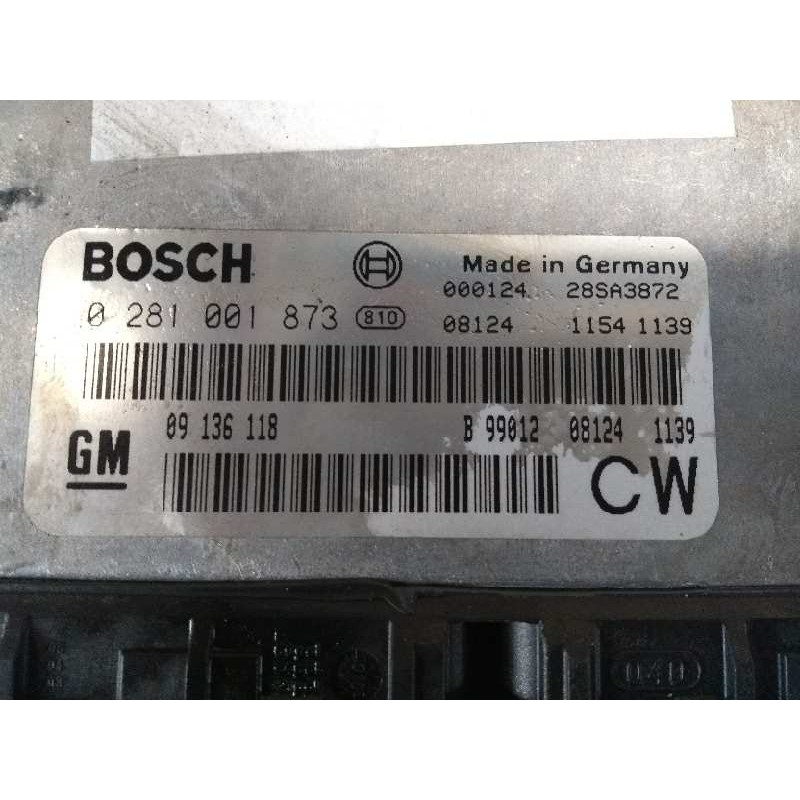 BOSCH Made in Germany
000124 28SA3872
0 281 001 873 810 08124 1154 1139
09 136 118 B 99012 08124 1139
GM CW